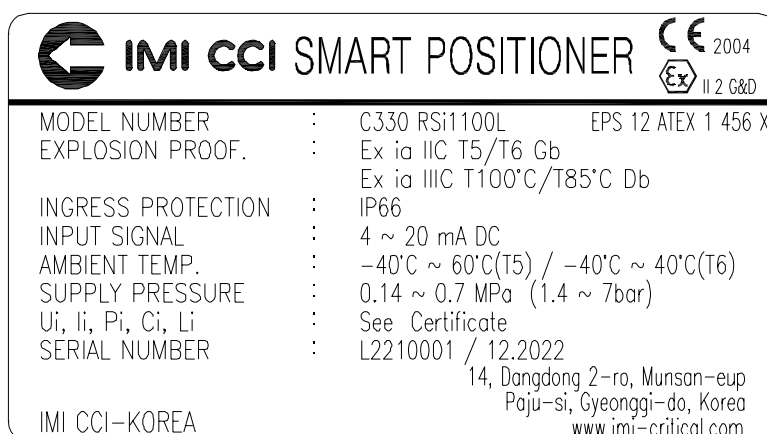 IMI CCI SMART POSITIONER CE 2004
Ex II 2 G&D
MODEL NUMBER : C330 RSi1100L EPS 12 ATEX 1 456 X
EXPLOSION PROOF. : Ex ia IIC T5/T6 Gb
Ex ia IIIC T100°C/T85°C Db
INGRESS PROTECTION : IP66
INPUT SIGNAL : 4 ~ 20 mA DC
AMBIENT TEMP. : -40°C ~ 60°C(T5) / -40°C ~ 40°C(T6)
SUPPLY PRESSURE : 0.14 ~ 0.7 MPa (1.4 ~ 7bar)
Ui, Ii, Pi, Ci, Li : See Certificate
SERIAL NUMBER : L2210001 / 12.2022
14, Dangdong 2-ro, Munsan-eup
Paju-si, Gyeonggi-do, Korea
IMI CCI-KOREA www.imi-critical.com